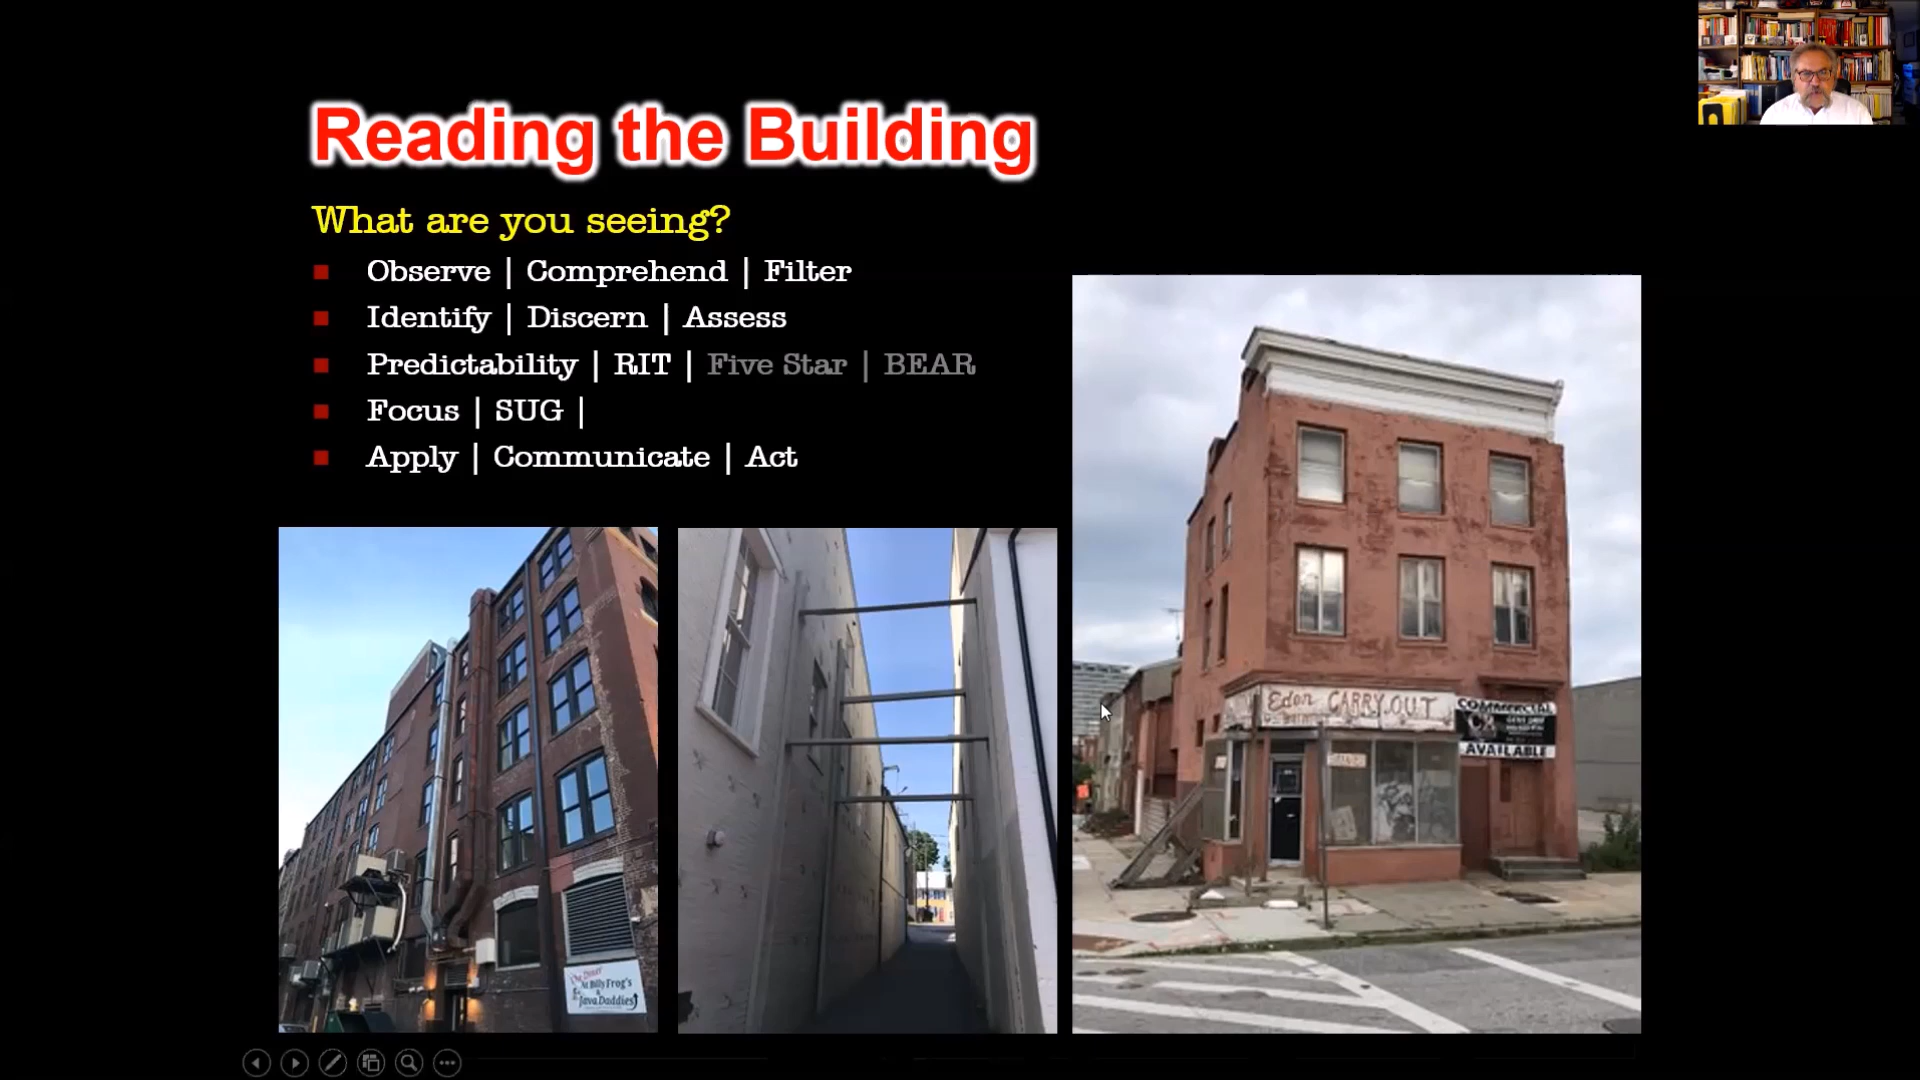 Reading the Building
What are you seeing?
Observe | Comprehend | Filter
Identify | Discern | Assess
Predictability | RIT | Five Star | BEAR
Focus | SUG |
Apply | Communicate | Act
Eden CARRY OUT
COMMERCIAL
AVAILABLE
At Billy Frog's
& Java Daddies